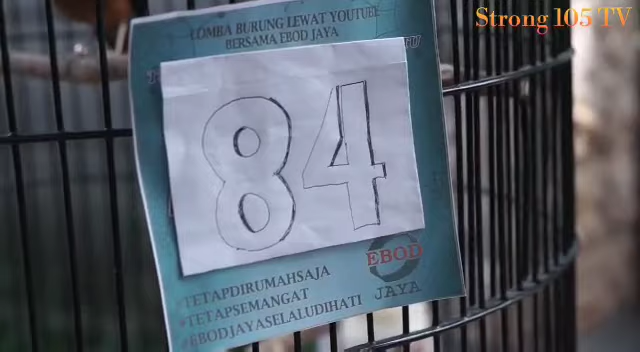 Strong 105 TV
LOMBA BURUNG LEWAT YOUTUBE
BERSAMA EBOD JAYA
84
EBOD
JAYA
#TETAPDIRUMAHSAJA
#TETAPSEMANGAT
#EBODJAYASELALUDIHATI